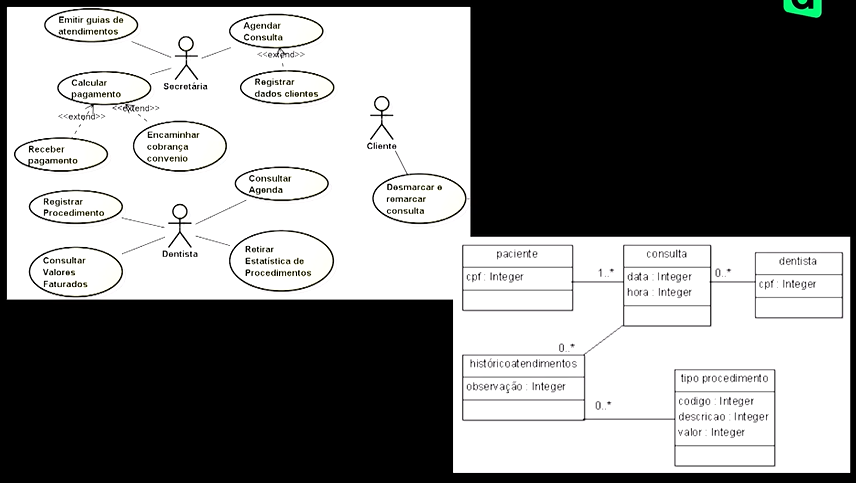 Emitir guias de
atendimentos
Agendar
Consulta
<<extend>>
Secretária
Calcular
pagamento
Registrar
dados clientes
<<extend>>
<<extend>>
Encaminhar
cobrança
convenio
Receber
pagamento
Cliente
Consultar
Agenda
Desmarcar e
remarcar
consulta
Registrar
Procedimento
Dentista
Consultar
Valores
Faturados
Retirar
Estatística de
Procedimentos
paciente
cpf : Integer
1..*
consulta
data : Integer
hora : Integer
0..*
dentista
cpf : Integer
0..*
históricoatendimentos
observação : Integer
0..*
tipo procedimento
codigo : Integer
descricao : Integer
valor : Integer